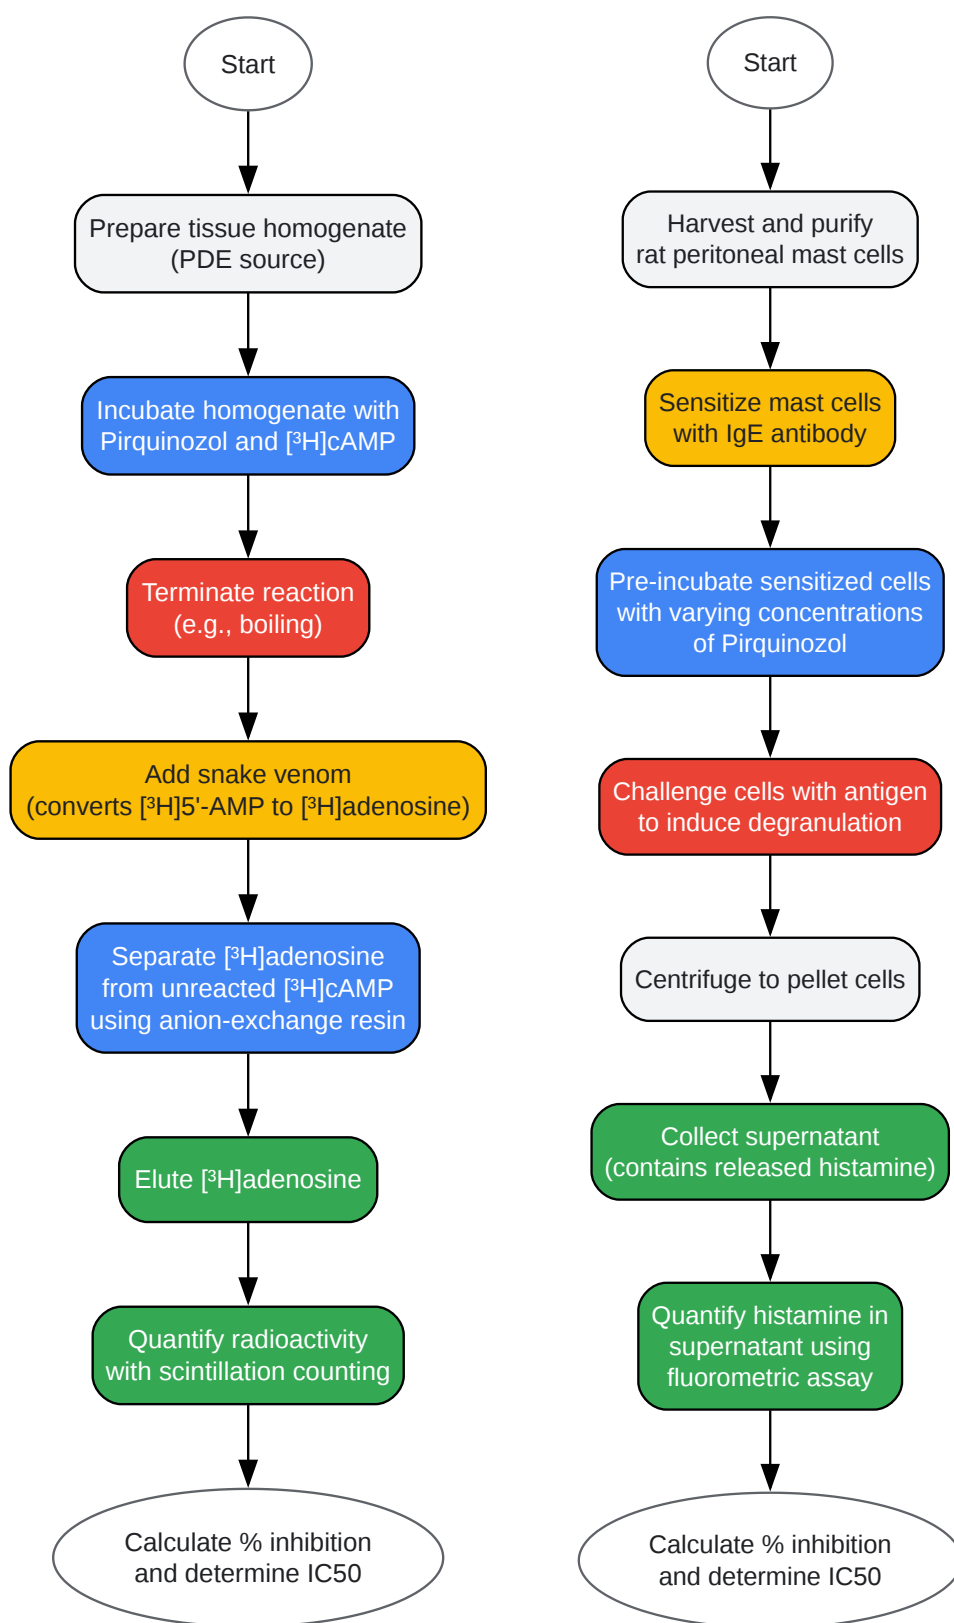 Start
Prepare tissue homogenate
(PDE source)
Incubate homogenate with
Pirquinozol and [³H]cAMP
Terminate reaction
(e.g., boiling)
Add snake venom
(converts [³H]5'-AMP to [³H]adenosine)
Separate [³H]adenosine
from unreacted [³H]cAMP
using anion-exchange resin
Elute [³H]adenosine
Quantify radioactivity
with scintillation counting
Calculate % inhibition
and determine IC50
Start
Harvest and purify
rat peritoneal mast cells
Sensitize mast cells
with IgE antibody
Pre-incubate sensitized cells
with varying concentrations
of Pirquinozol
Challenge cells with antigen
to induce degranulation
Centrifuge to pellet cells
Collect supernatant
(contains released histamine)
Quantify histamine in
supernatant using
fluorometric assay
Calculate % inhibition
and determine IC50